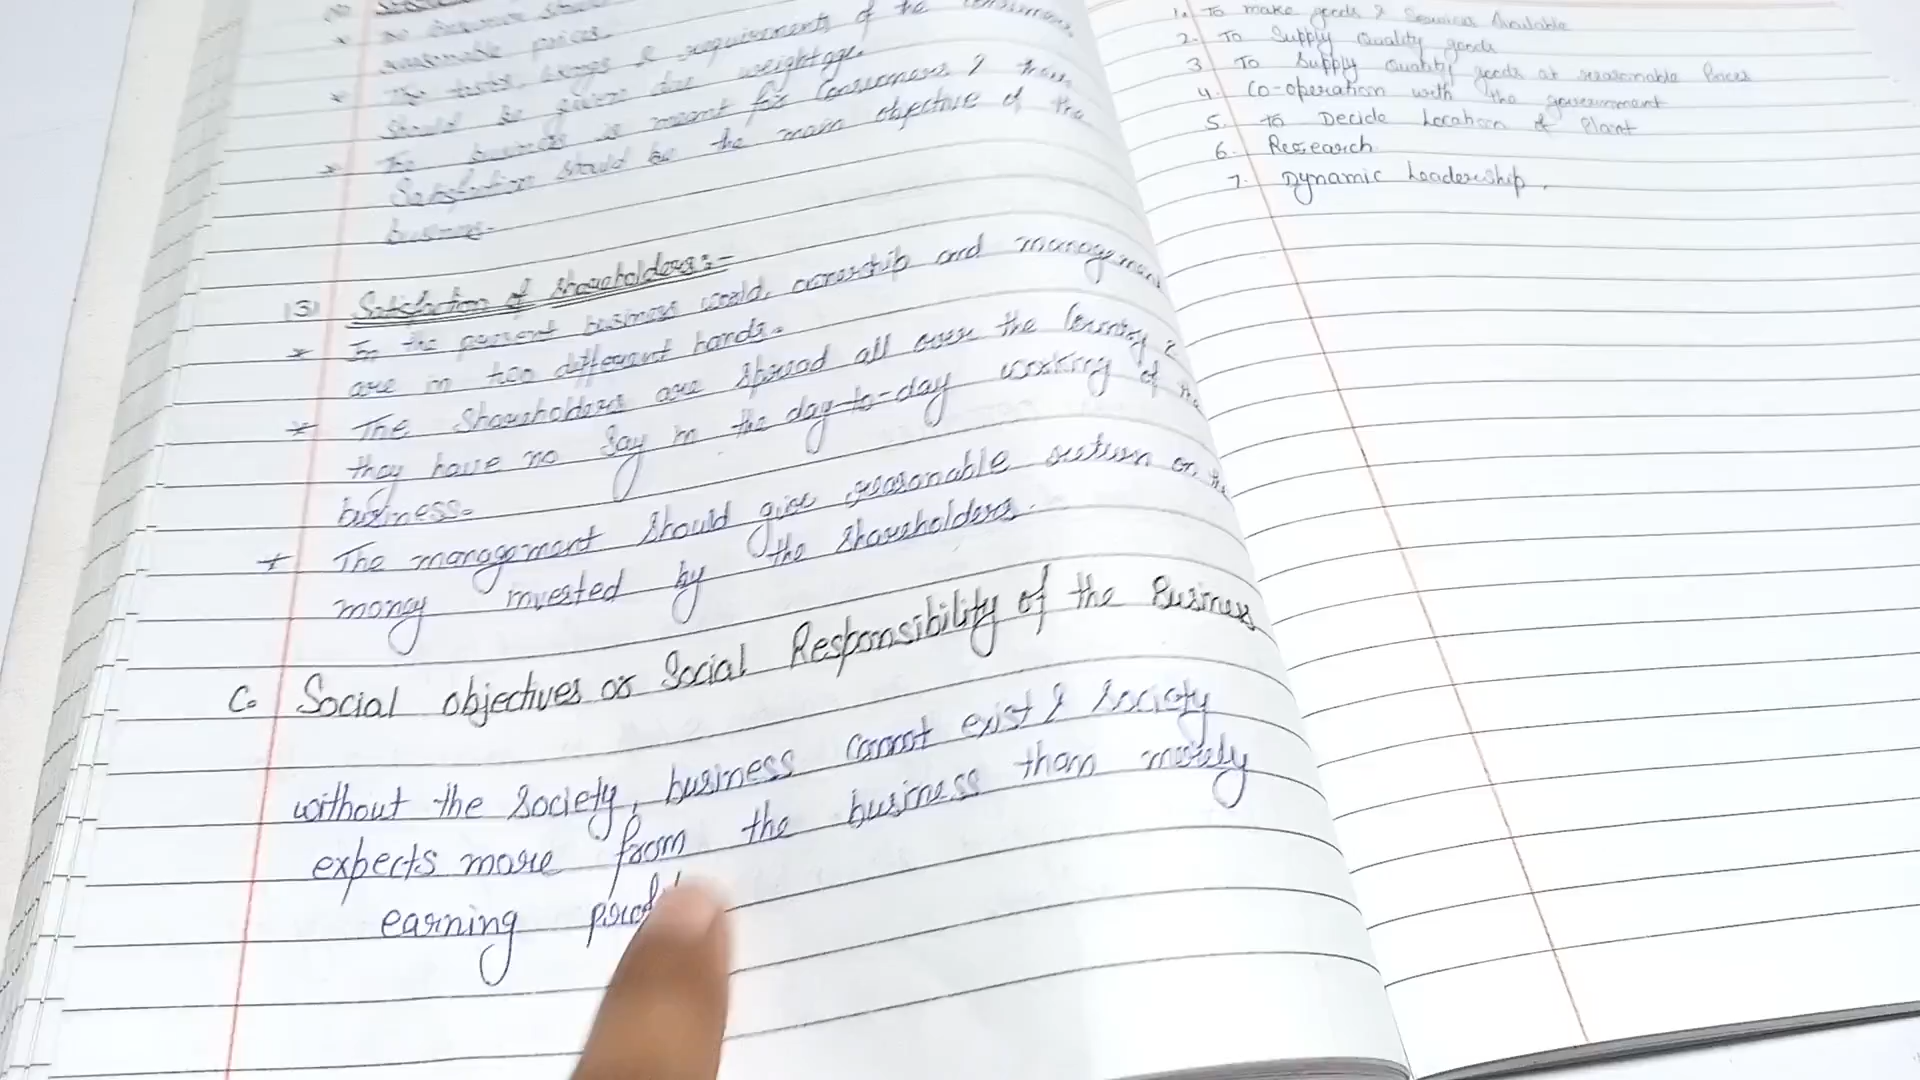 reasonable prices.
The tastes, & requirements of the consumers
should be given due weightage.
The business is meant for Consumers & their
Satisfaction should be the main objective of the
business.
(3) Satisfaction of shareholders:-
* In the present business world, ownership and management
are in two different hands.
* The Shareholders are spread all over the Country &
they have no say in the day-to-day working of the
business.
* The management should give reasonable return on the
money invested by the shareholders.
C. Social objectives or Social Responsibility of the Business
without the society, business cannot exist & society
expects more from the business than merely
earning
1. To make goods & Services Available
2. To Supply Quality goods
3 To Supply Quality goods at reasonable Prices
4. Co-operation with the government
5. To Decide Location of Plant
6. Research
7. Dynamic Leadership.